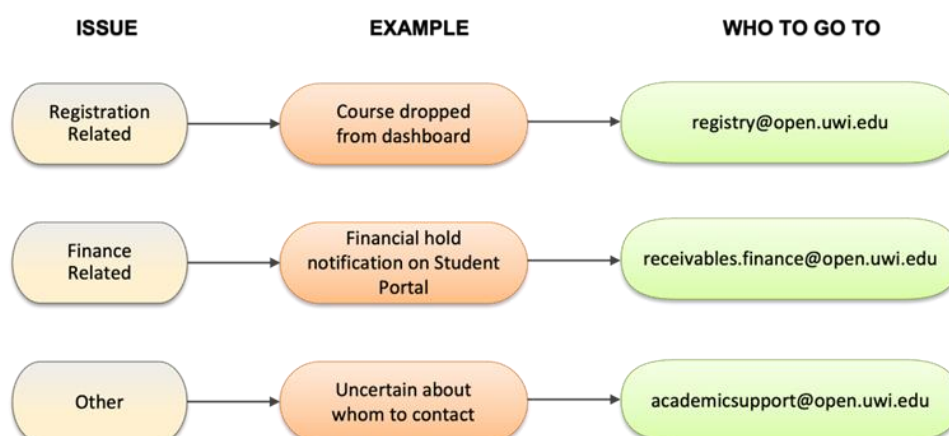 ISSUE EXAMPLE WHO TO GO TO
Registration
Related
Course dropped
from dashboard
registry@open.uwi.edu
Finance
Related
Financial hold
notification on Student
Portal
receivables.finance@open.uwi.edu
Other
Uncertain about
whom to contact
academicsupport@open.uwi.edu